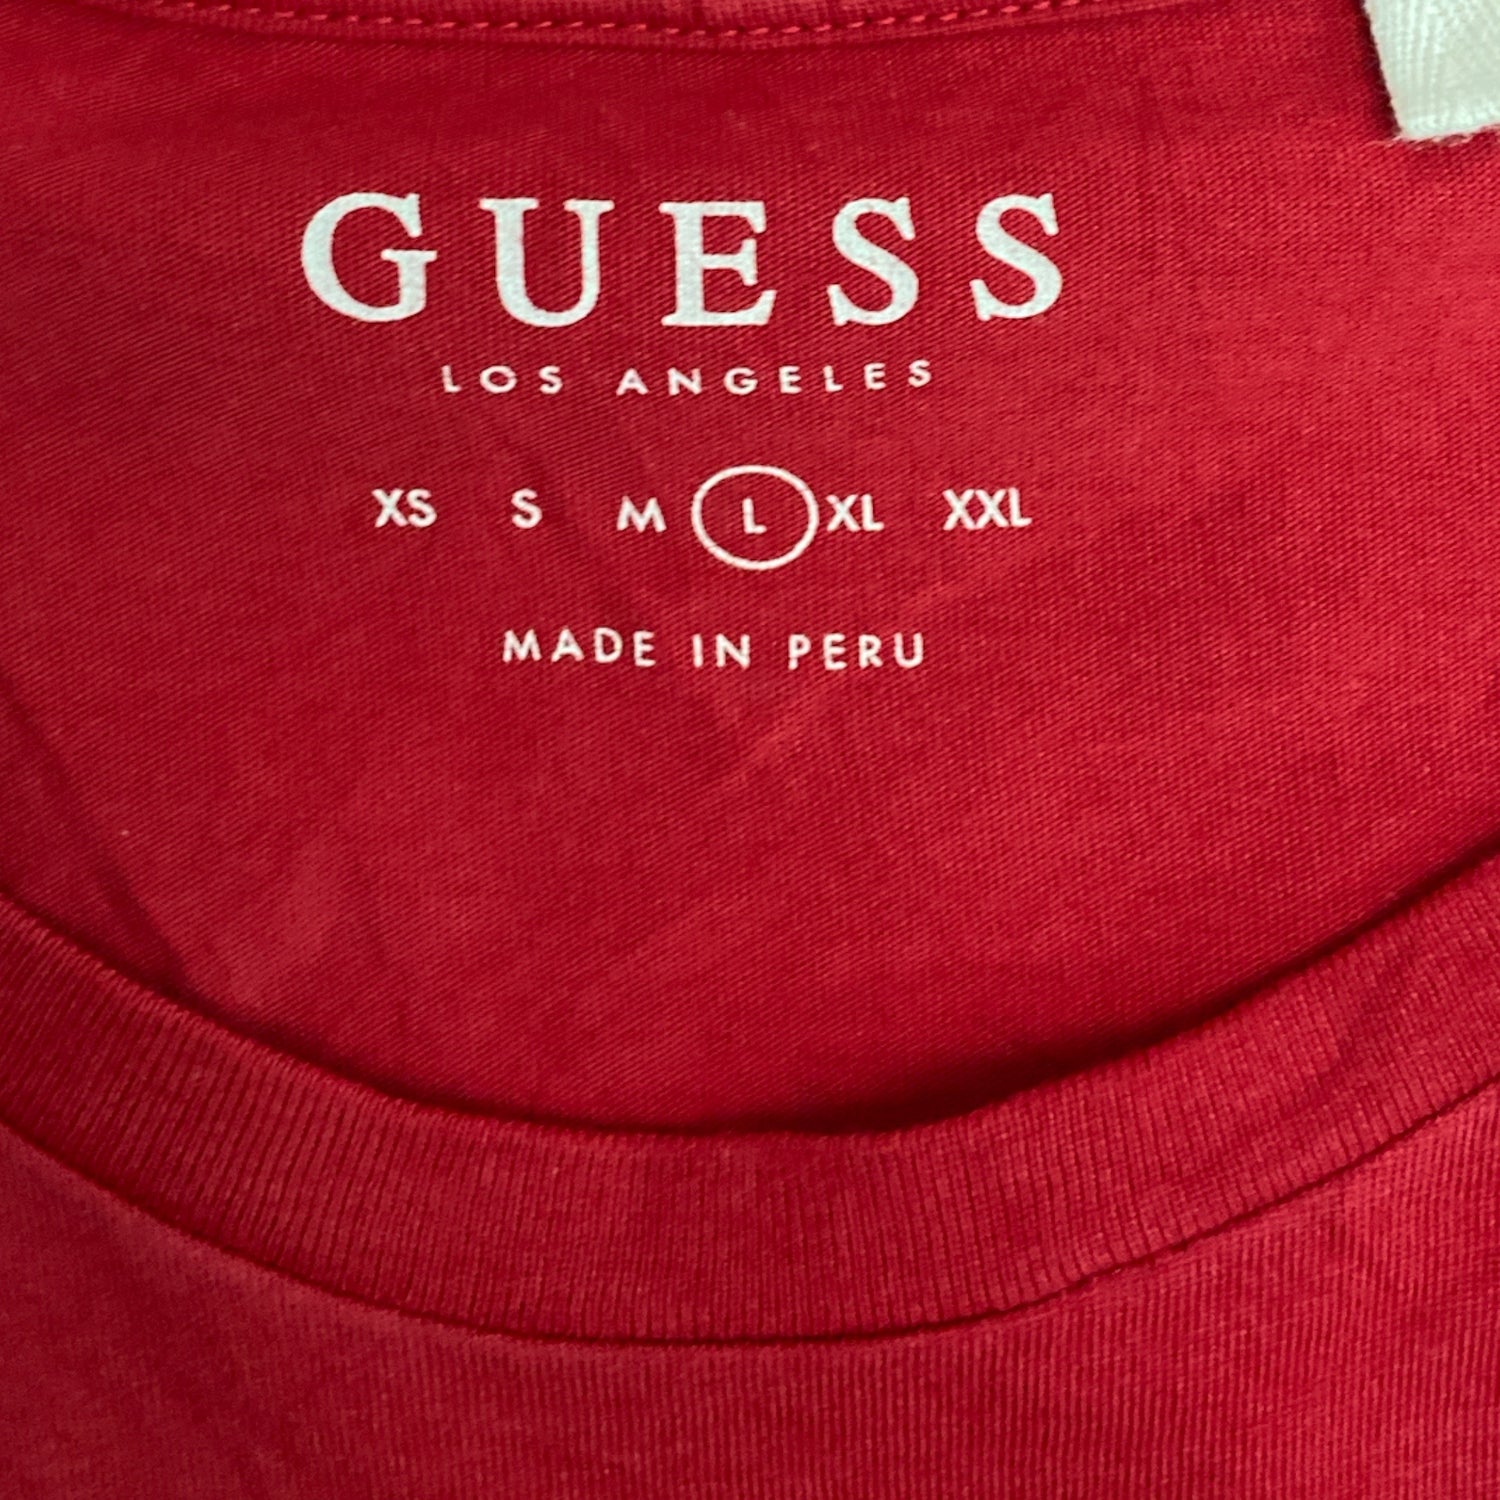 GUESS
LOS ANGELES
XS S M L XL XXL
MADE IN PERU